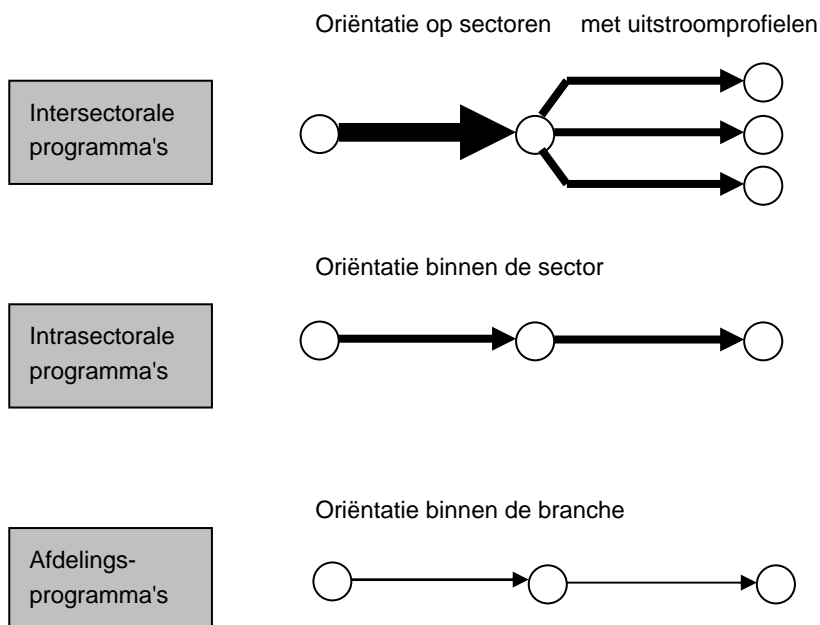 Oriëntatie op sectoren met uitstroomprofielen
Intersectorale
programma's
Oriëntatie binnen de sector
Intrasectorale
programma's
Oriëntatie binnen de branche
Afdelings-
programma's